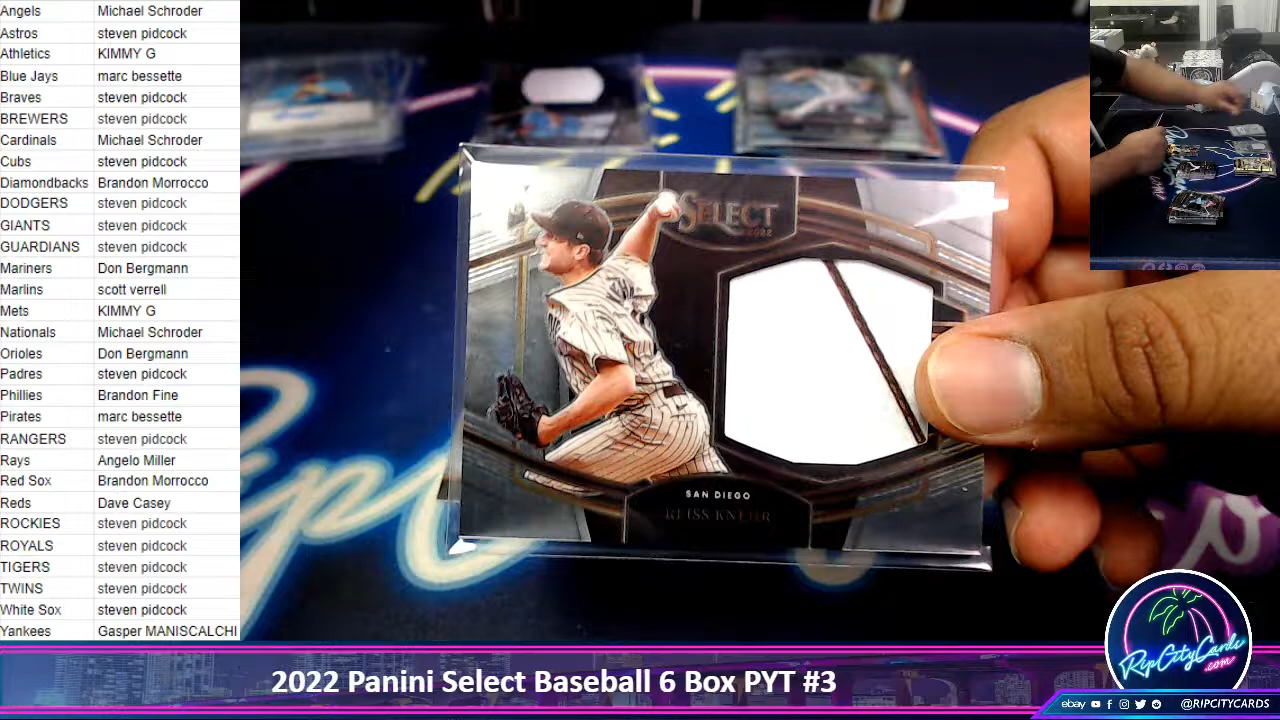 Angels Michael Schroder
Astros steven pidcock
Athletics KIMMY G
Blue Jays marc bessette
Braves steven pidcock
BREWERS steven pidcock
Cardinals Michael Schroder
Cubs steven pidcock
Diamondbacks Brandon Morrocco
DODGERS steven pidcock
GIANTS steven pidcock
GUARDIANS steven pidcock
Mariners Don Bergmann
Marlins scott verrell
Mets KIMMY G
Nationals Michael Schroder
Orioles Don Bergmann
Padres steven pidcock
Phillies Brandon Fine
Pirates marc bessette
RANGERS steven pidcock
Rays Angelo Miller
Red Sox Brandon Morrocco
Reds Dave Casey
ROCKIES steven pidcock
ROYALS steven pidcock
TIGERS steven pidcock
TWINS steven pidcock
White Sox steven pidcock
Yankees Gasper MANISCALCHI
SELECT
2022
SAN DIEGO
REISS KNEHR
RipCityCards
.com
2022 Panini Select Baseball 6 Box PYT #3
ebay @RIPCITYCARDS